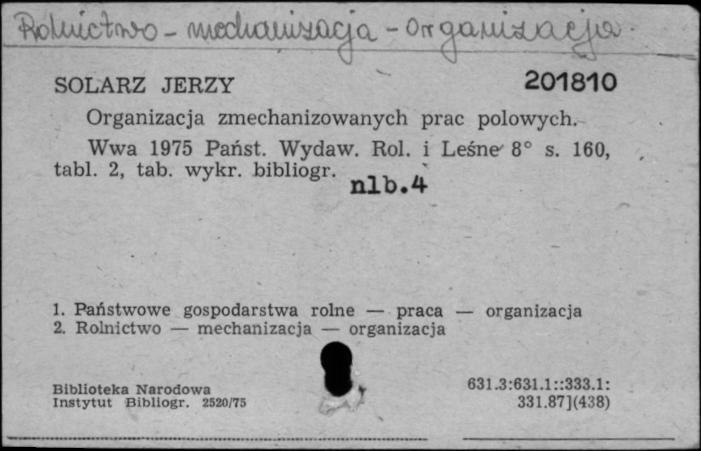 Rolnictwo - mechanizacja - organizacja
SOLARZ JERZY 201810
Organizacja zmechanizowanych prac polowych.
Wwa 1975 Państ. Wydaw. Rol. i Leśne 8° s. 160,
tabl. 2, tab. wykr. bibliogr. nlb.4
1. Państwowe gospodarstwa rolne — praca — organizacja
2. Rolnictwo — mechanizacja — organizacja
Biblioteka Narodowa 631.3:631.1::333.1:
Instytut Bibliogr. 2520/75 331.87](438)